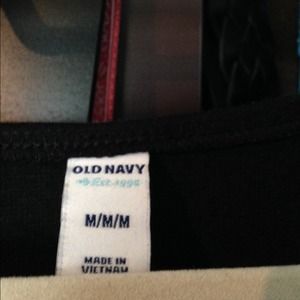 OLD NAVY
Est. 1994
M/M/M
MADE IN
VIETNAM